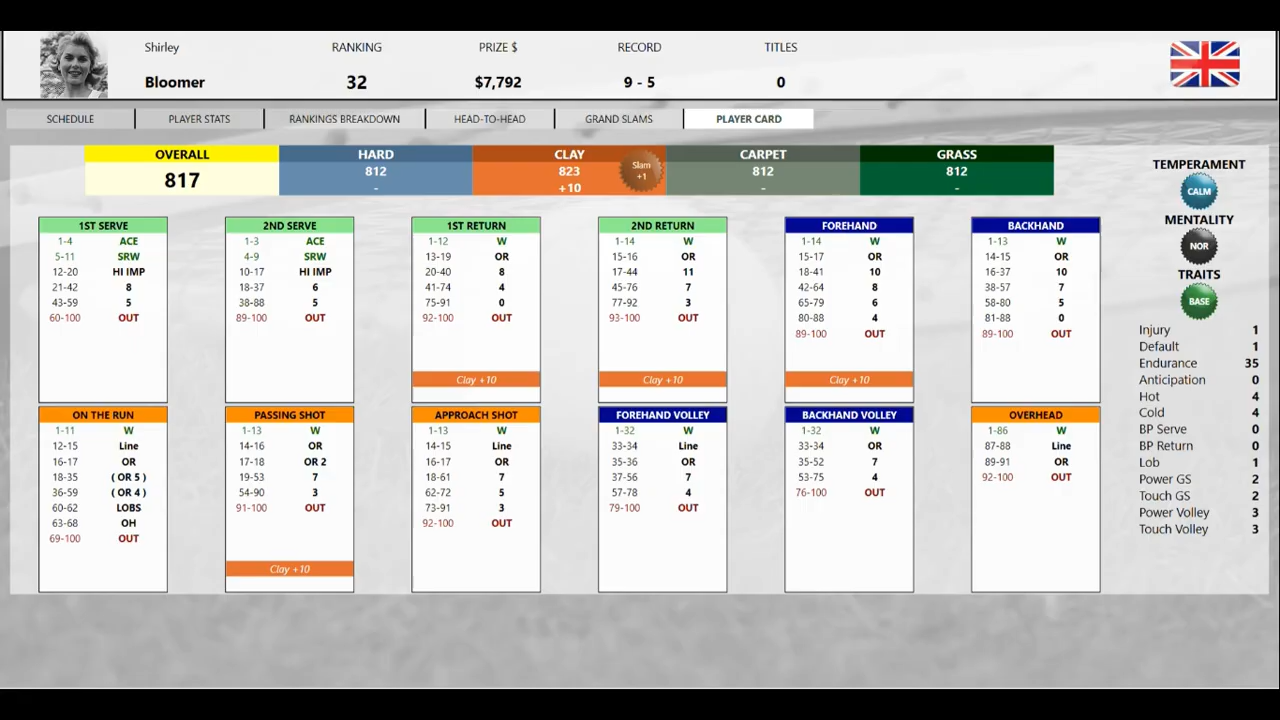 Shirley RANKING PRIZE $ RECORD TITLES
Bloomer 32 $7,792 9 - 5 0
SCHEDULE PLAYER STATS RANKINGS BREAKDOWN HEAD-TO-HEAD GRAND SLAMS PLAYER CARD
OVERALL HARD CLAY CARPET GRASS
817 812 823 812 812
- +10 - -
Slam
+1
TEMPERAMENT
CALM
MENTALITY
NOR
TRAITS
BASE
Injury 1
Default 1
Endurance 35
Anticipation 0
Hot 4
Cold 4
BP Serve 0
BP Return 0
Lob 1
Power GS 2
Touch GS 2
Power Volley 3
Touch Volley 3
1ST SERVE
1-4 ACE
5-11 SRW
12-20 HI IMP
21-42 8
43-59 5
60-100 OUT
2ND SERVE
1-3 ACE
4-9 SRW
10-17 HI IMP
18-37 6
38-88 5
89-100 OUT
1ST RETURN
1-12 W
13-19 OR
20-40 8
41-74 4
75-91 0
92-100 OUT
Clay +10
2ND RETURN
1-14 W
15-16 OR
17-44 11
45-76 7
77-92 3
93-100 OUT
Clay +10
FOREHAND
1-14 W
15-17 OR
18-41 10
42-64 8
65-79 6
80-88 4
89-100 OUT
Clay +10
BACKHAND
1-13 W
14-15 OR
16-37 10
38-57 7
58-80 5
81-88 0
89-100 OUT
ON THE RUN
1-11 W
12-15 Line
16-17 OR
18-35 ( OR 5 )
36-59 ( OR 4 )
60-62 LOBS
63-68 OH
69-100 OUT
PASSING SHOT
1-13 W
14-16 OR
17-18 OR 2
19-53 7
54-90 3
91-100 OUT
Clay +10
APPROACH SHOT
1-13 W
14-15 Line
16-17 OR
18-61 7
62-72 5
73-91 3
92-100 OUT
FOREHAND VOLLEY
1-32 W
33-34 Line
35-36 OR
37-56 7
57-78 4
79-100 OUT
BACKHAND VOLLEY
1-32 W
33-34 OR
35-52 7
53-75 4
76-100 OUT
OVERHEAD
1-86 W
87-88 Line
89-91 OR
92-100 OUT